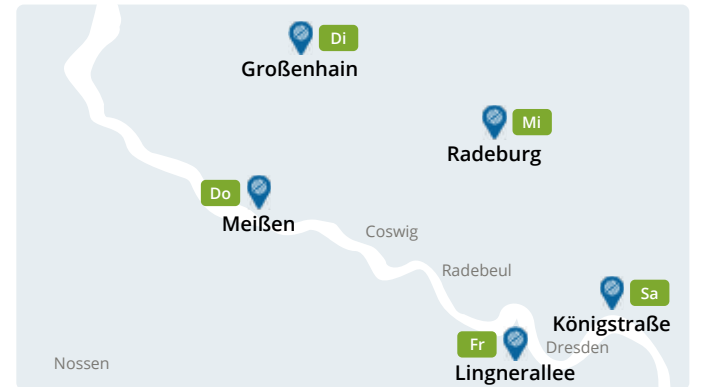 Di
Großenhain
Mi
Radeburg
Do
Meißen
Coswig
Radebeul
Sa
Königstraße
Fr
Dresden
Lingnerallee
Nossen